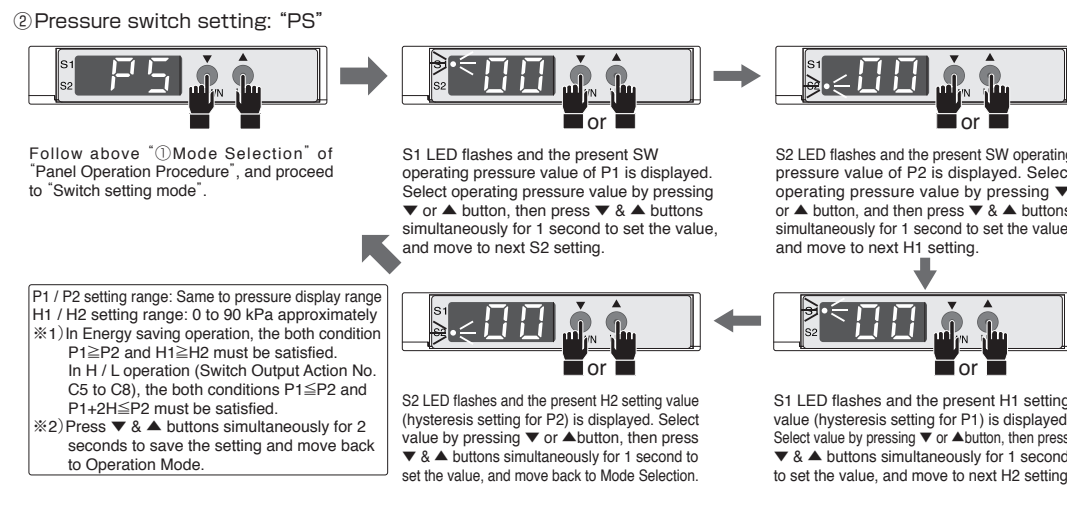 ②Pressure switch setting: “PS”
S1
S2
PS
▼ ▲
/N
S1
S2
00
▼ ▲
/N
or
S1
S2
00
▼ ▲
/N
or
Follow above “①Mode Selection” of
“Panel Operation Procedure”, and proceed
to “Switch setting mode”.
S1 LED flashes and the present SW
operating pressure value of P1 is displayed.
Select operating pressure value by pressing
▼ or ▲ button, then press ▼ & ▲ buttons
simultaneously for 1 second to set the value,
and move to next S2 setting.
S2 LED flashes and the present SW operating
pressure value of P2 is displayed. Select
operating pressure value by pressing ▼
or ▲ button, and then press ▼ & ▲ buttons
simultaneously for 1 second to set the value
and move to next H1 setting.
P1 / P2 setting range: Same to pressure display range
H1 / H2 setting range: 0 to 90 kPa approximately
※1)In Energy saving operation, the both condition
P1≧P2 and H1≧H2 must be satisfied.
In H / L operation (Switch Output Action No.
C5 to C8), the both conditions P1≦P2 and
P1+2H≦P2 must be satisfied.
※2)Press ▼ & ▲ buttons simultaneously for 2
seconds to save the setting and move back
to Operation Mode.
S1
S2
00
▼ ▲
/N
or
S1
S2
00
▼ ▲
/N
or
S2 LED flashes and the present H2 setting value
(hysteresis setting for P2) is displayed. Select
value by pressing ▼ or ▲button, then press
▼ & ▲ buttons simultaneously for 1 second to
set the value, and move back to Mode Selection.
S1 LED flashes and the present H1 setting
value (hysteresis setting for P1) is displayed
Select value by pressing ▼ or ▲button, then press
▼ & ▲ buttons simultaneously for 1 second
to set the value, and move to next H2 setting